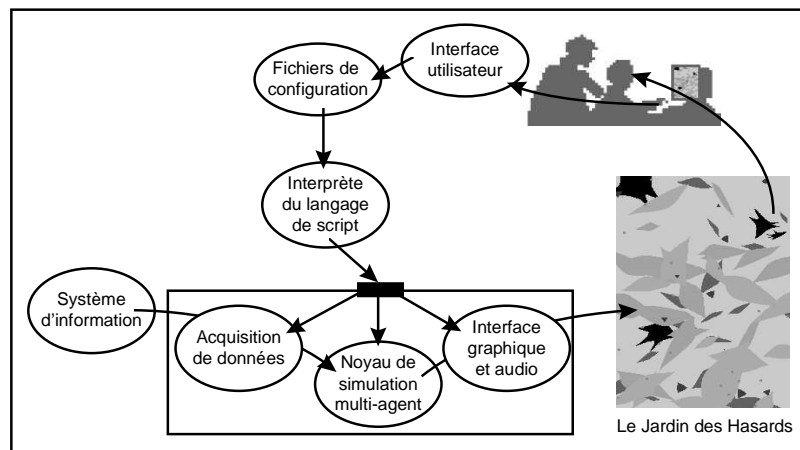 Interface
utilisateur
Fichiers de
configuration
Interprète
du langage
de script
Système
d'information
Acquisition
de données
Noyau de
simulation
multi-agent
Interface
graphique
et audio
Le Jardin des Hasards